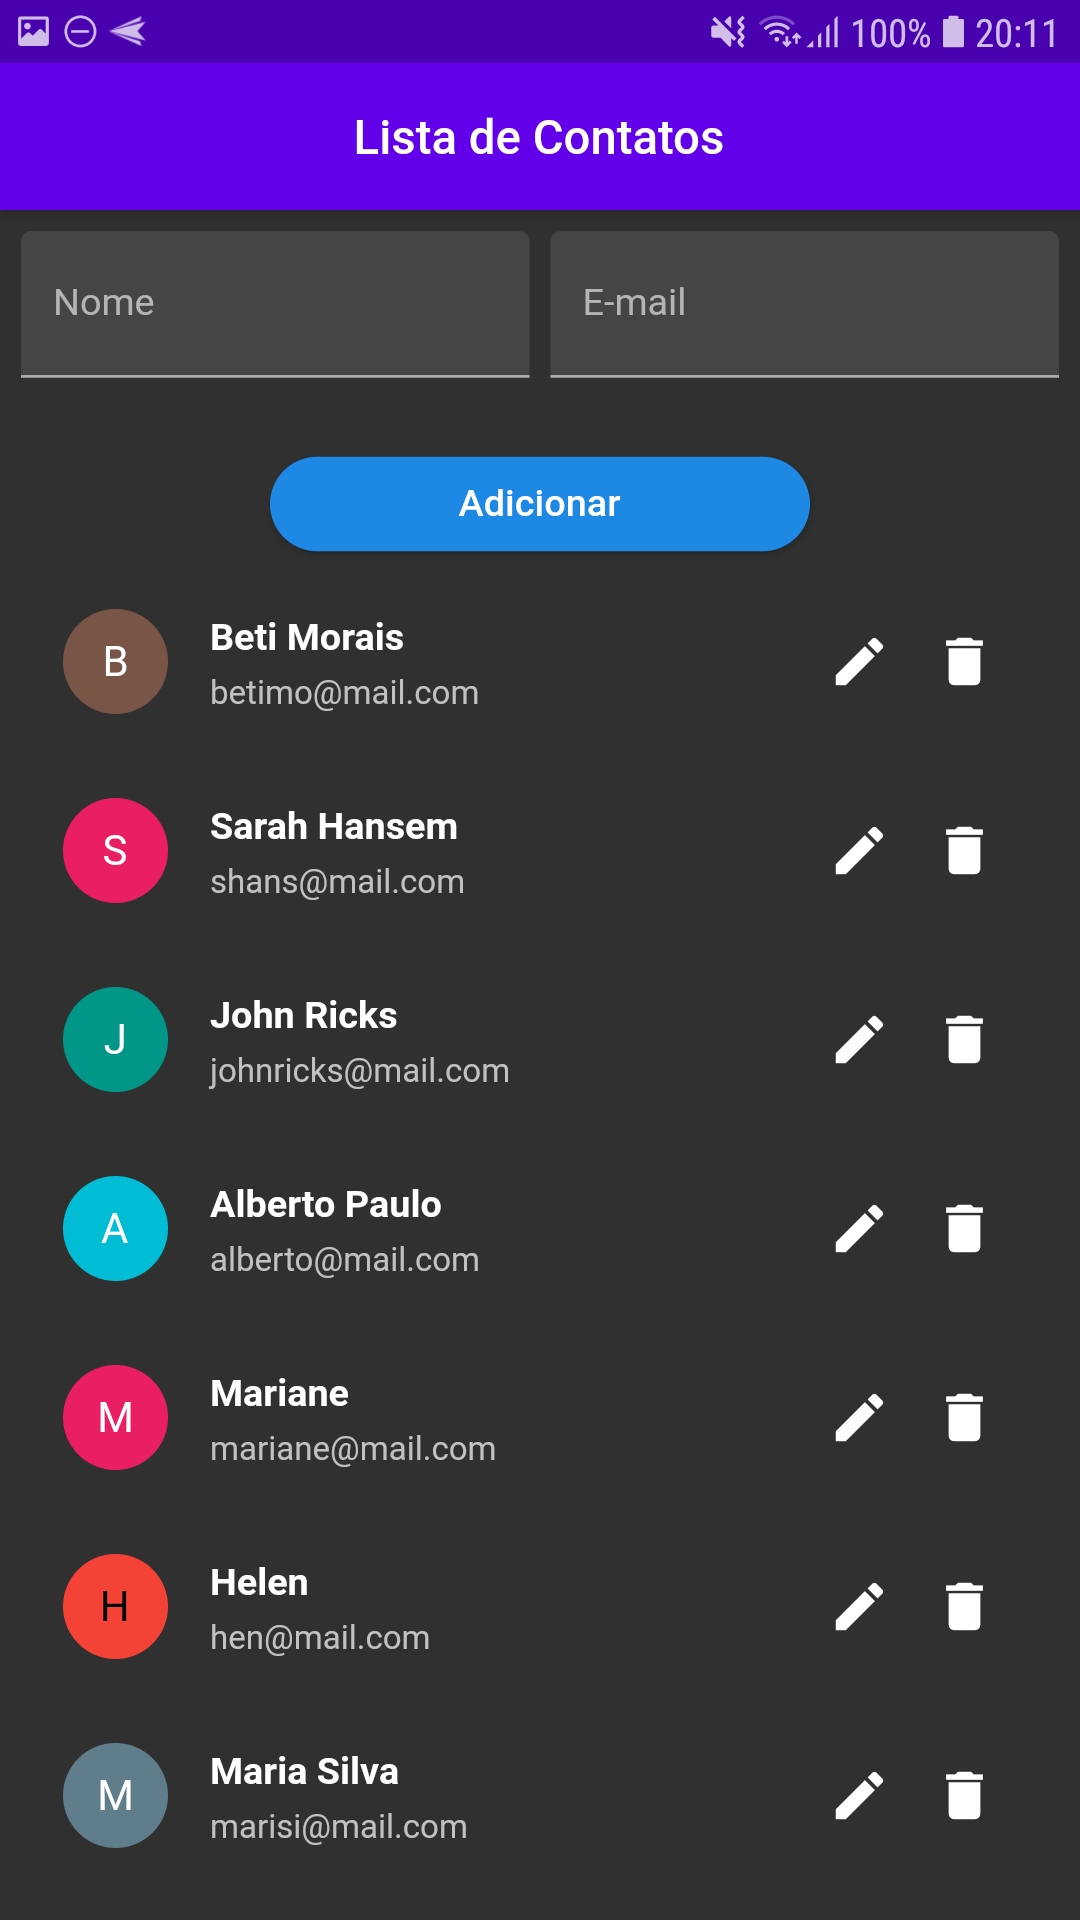 100% 20:11
Lista de Contatos
Nome E-mail
Adicionar
B Beti Morais
betimo@mail.com
S Sarah Hansem
shans@mail.com
J John Ricks
johnricks@mail.com
A Alberto Paulo
alberto@mail.com
M Mariane
mariane@mail.com
H Helen
hen@mail.com
M Maria Silva
marisi@mail.com